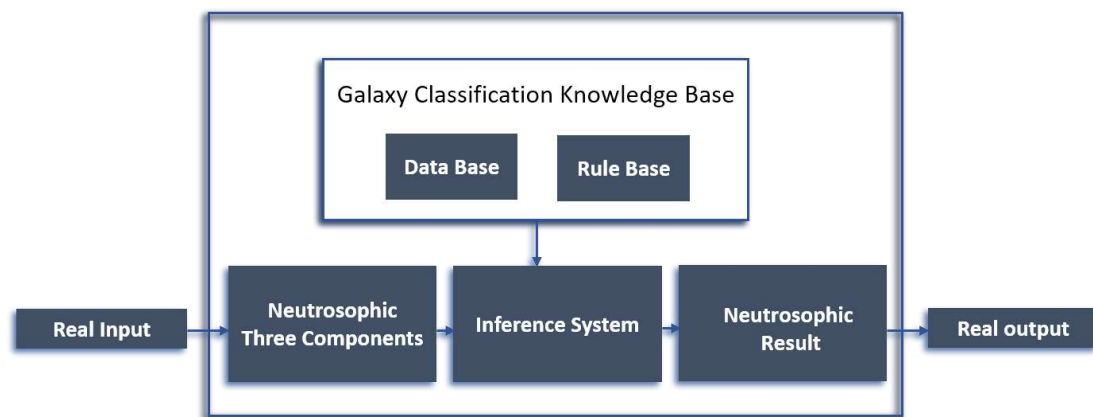 Galaxy Classification Knowledge Base
Data Base
Rule Base
Real Input
Neutrosophic
Three Components
Inference System
Neutrosophic
Result
Real output